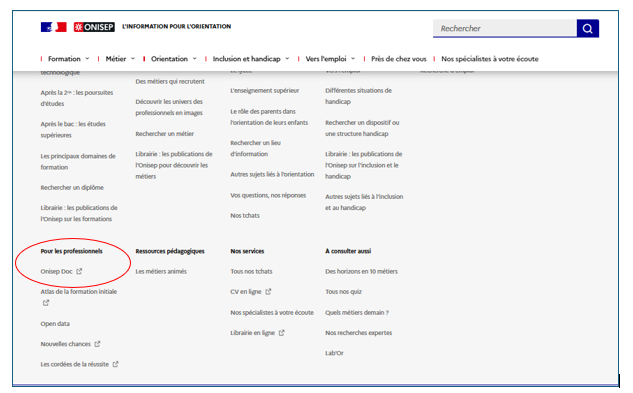 ONISEP
L'INFORMATION POUR L'ORIENTATION
Rechercher
Formation
Métier
Orientation
Inclusion et handicap
Vers l'emploi
Près de chez vous
Nos spécialistes à votre écoute
technologique
Après la 2ᵈᵉ : les poursuites
d'études
Après le bac : les études
supérieures
Les principaux domaines de
formation
Rechercher un diplôme
Librairie : les publications de
l'Onisep sur les formations
Des métiers qui recrutent
Découvrir les univers des
professionnels en images
Rechercher un métier
Librairie : les publications de
l'Onisep pour découvrir les
métiers
L'enseignement supérieur
Le rôle des parents dans
l'orientation de leurs enfants
Rechercher un lieu
d'information
Autres sujets liés à l'orientation
Vos questions, nos réponses
Nos tchats
Différentes situations de
handicap
Rechercher un dispositif ou
une structure handicap
Librairie : les publications de
l'Onisep sur l'inclusion et le
handicap
Autres sujets liés à l'inclusion
et au handicap
Pour les professionnels
Onisep Doc
Atlas de la formation initiale
Open data
Nouvelles chances
Les cordées de la réussite
Ressources pédagogiques
Les métiers animés
Nos services
Tous nos tchats
CV en ligne
Nos spécialistes à votre écoute
Librairie en ligne
À consulter aussi
Des horizons en 10 métiers
Tous nos quiz
Quels métiers demain ?
Nos recherches expertes
Lab'Or